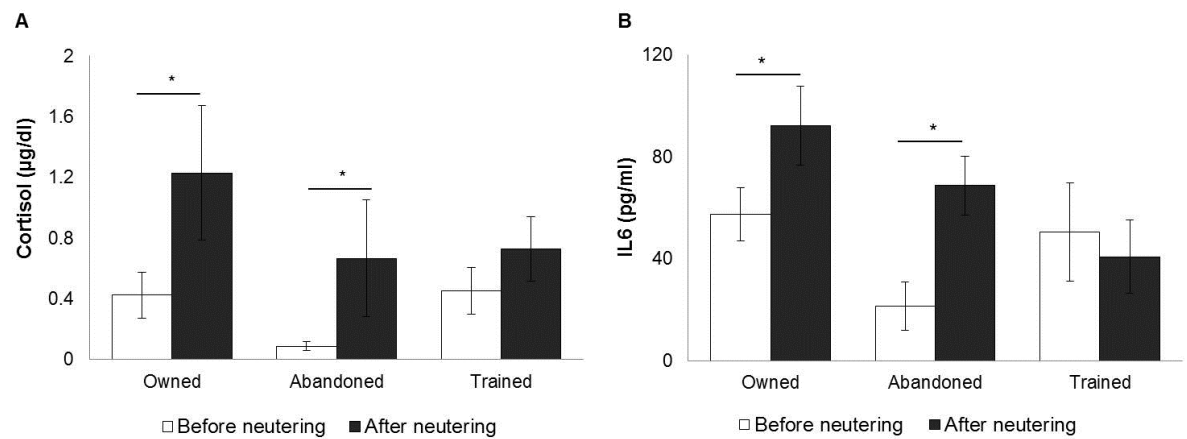 A
Cortisol (µg/dl)
2
1.6
1.2
0.8
0.4
0
*
*
Owned Abandoned Trained
Before neutering After neutering
B
IL6 (pg/ml)
120
80
40
0
*
*
Owned Abandoned Trained
Before neutering After neutering